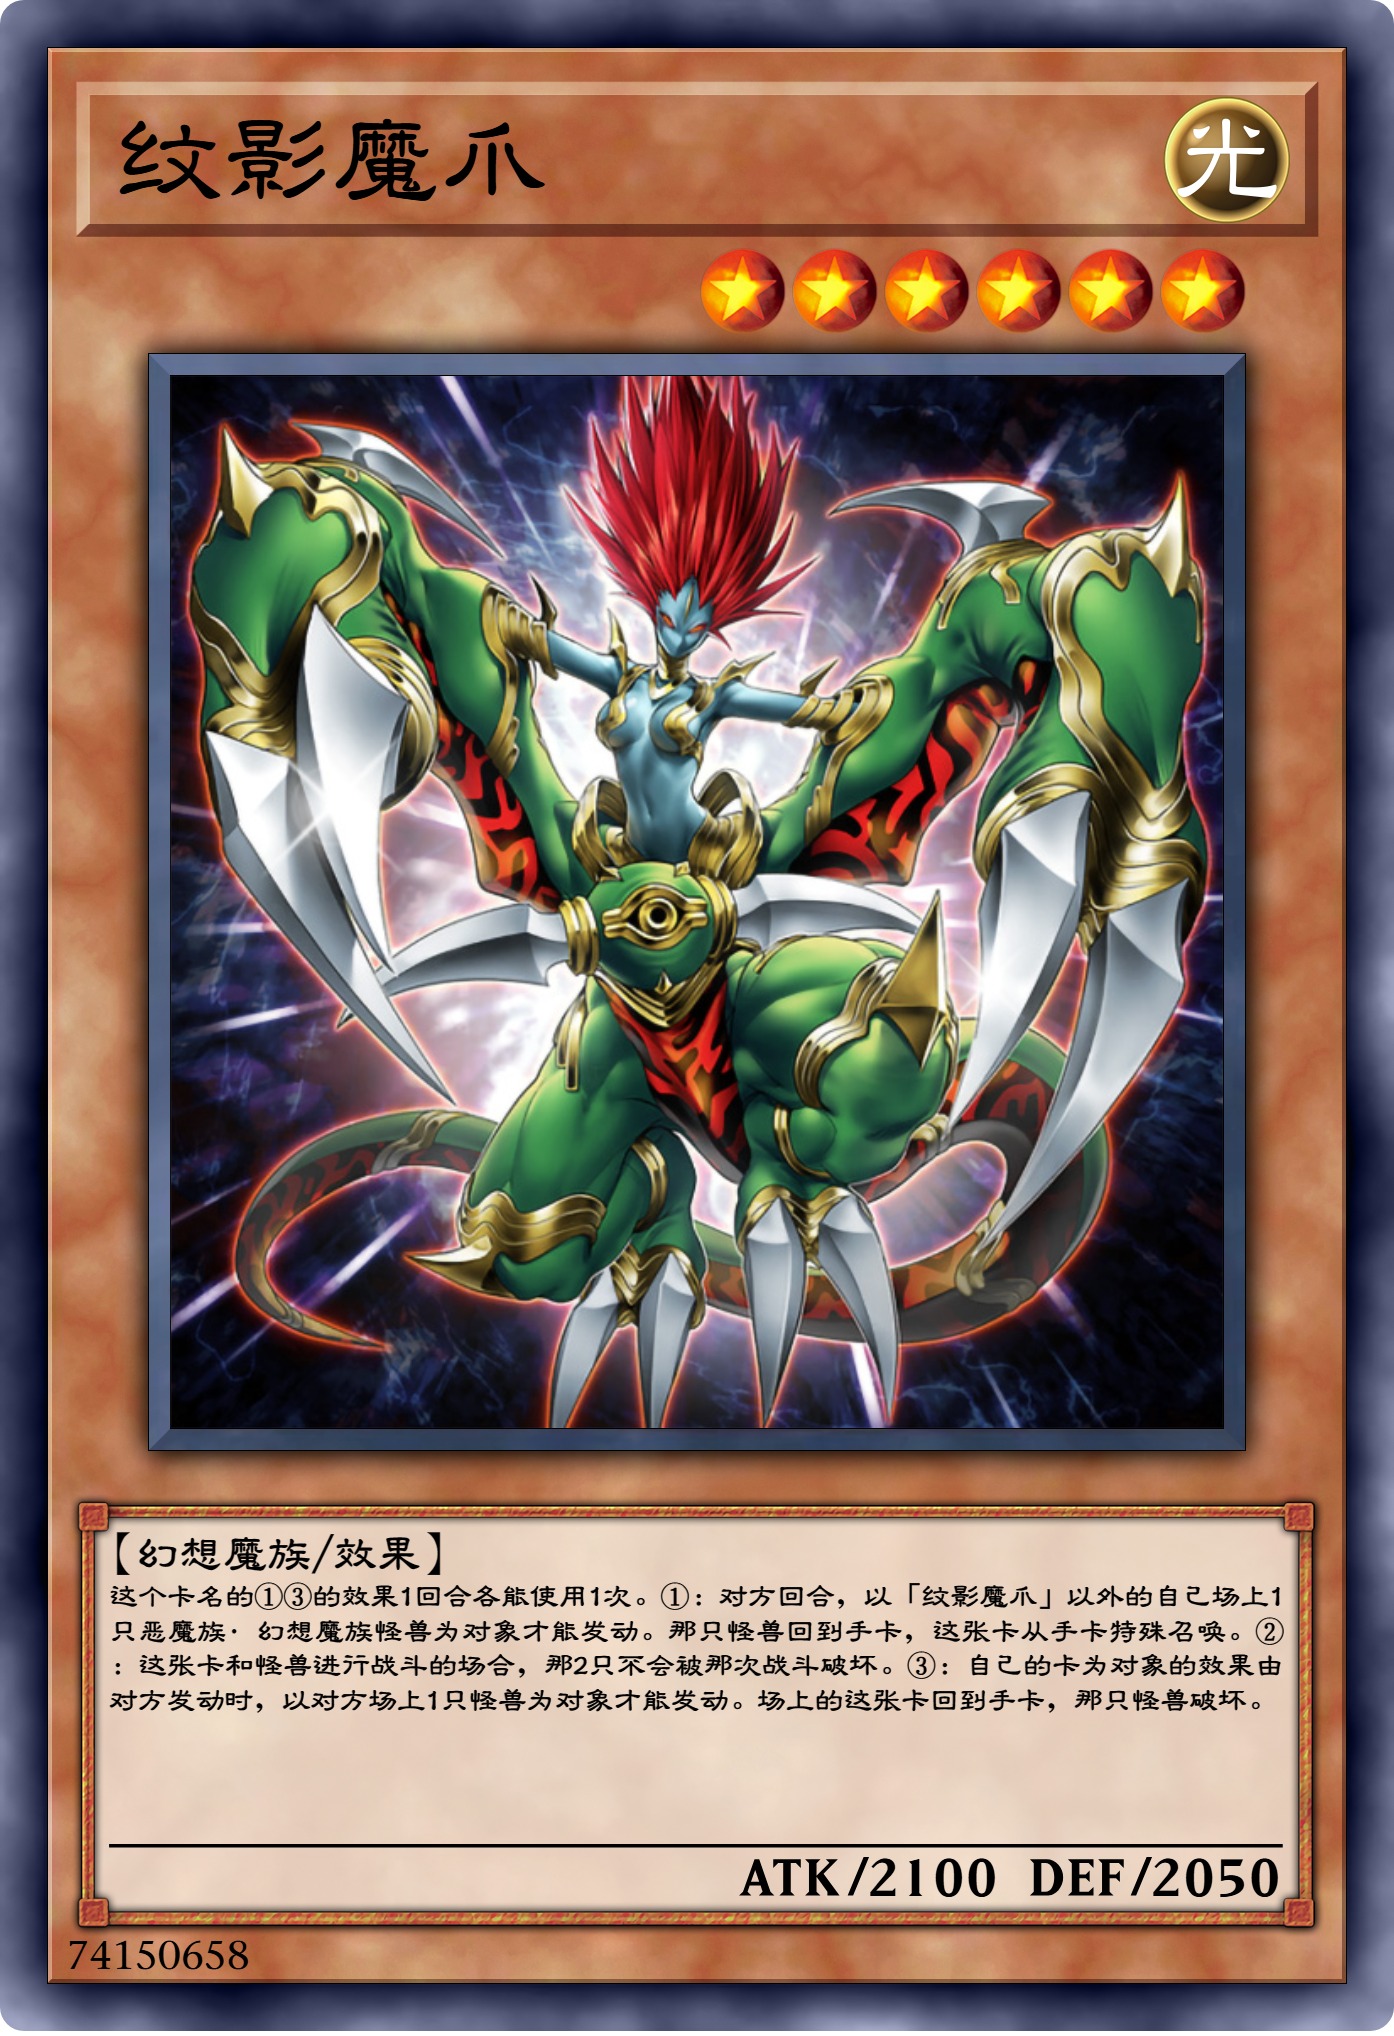 纹影魔爪
光
【幻想魔族/效果】
这个卡名的①③的效果1回合各能使用1次。①：对方回合，以「纹影魔爪」以外的自己场上1
只恶魔族·幻想魔族怪兽为对象才能发动。那只怪兽回到手卡，这张卡从手卡特殊召唤。②
：这张卡和怪兽进行战斗的场合，那2只不会被那次战斗破坏。③：自己的卡为对象的效果由
对方发动时，以对方场上1只怪兽为对象才能发动。场上的这张卡回到手卡，那只怪兽破坏。
ATK/2100 DEF/2050
74150658